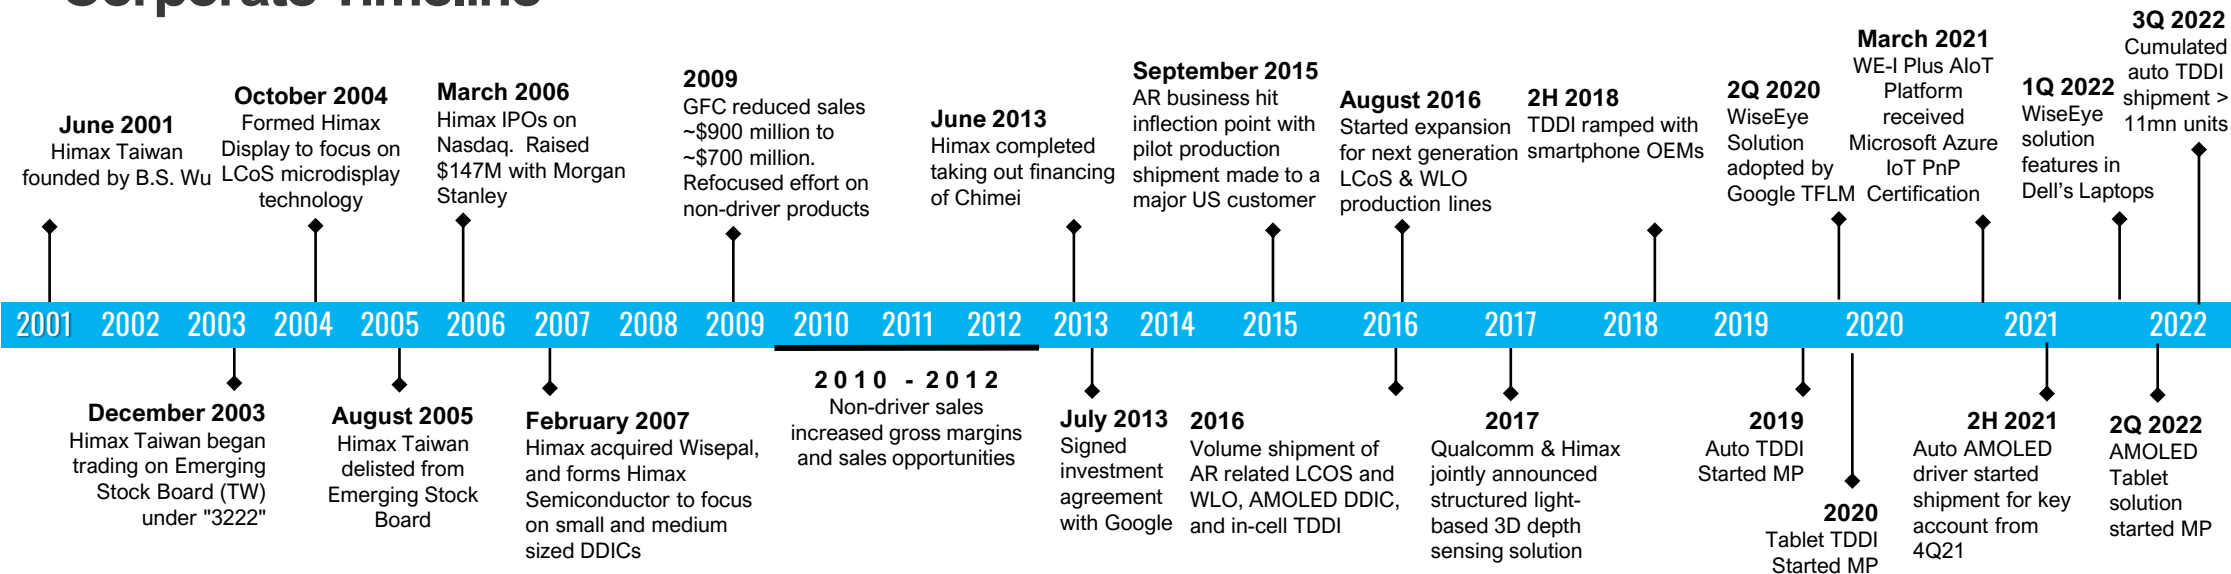 Corporate Timeline
June 2001
Himax Taiwan
founded by B.S. Wu
October 2004
Formed Himax
Display to focus on
LCoS microdisplay
technology
March 2006
Himax IPOs on
Nasdaq.  Raised
$147M with Morgan
Stanley
2009
GFC reduced sales
~$900 million to
~$700 million.
Refocused effort on
non-driver products
June 2013
Himax completed
taking out financing
of Chimei
September 2015
AR business hit
inflection point with
pilot production
shipment made to a
major US customer
August 2016
Started expansion
for next generation
LCoS & WLO
production lines
2H 2018
TDDI ramped with
smartphone OEMs
2Q 2020
WiseEye
Solution
adopted by
Google TFLM
March 2021
WE-I Plus AIoT
Platform
received
Microsoft Azure
IoT PnP
Certification
1Q 2022
WiseEye
solution
features in
Dell's Laptops
3Q 2022
Cumulated
auto TDDI
shipment >
11mn units
2001 2002 2003 2004 2005 2006 2007 2008 2009 2010 2011 2012 2013 2014 2015 2016 2017 2018 2019 2020 2021 2022
December 2003
Himax Taiwan began
trading on Emerging
Stock Board (TW)
under "3222"
August 2005
Himax Taiwan
delisted from
Emerging Stock
Board
February 2007
Himax acquired Wisepal,
and forms Himax
Semiconductor to focus
on small and medium
sized DDICs
2010 - 2012
Non-driver sales
increased gross margins
and sales opportunities
July 2013
Signed
investment
agreement
with Google
2016
Volume shipment of
AR related LCOS and
WLO, AMOLED DDIC,
and in-cell TDDI
2017
Qualcomm & Himax
jointly announced
structured light-
based 3D depth
sensing solution
2019
Auto TDDI
Started MP
2020
Tablet TDDI
Started MP
2H 2021
Auto AMOLED
driver started
shipment for key
account from
4Q21
2Q 2022
AMOLED
Tablet
solution
started MP